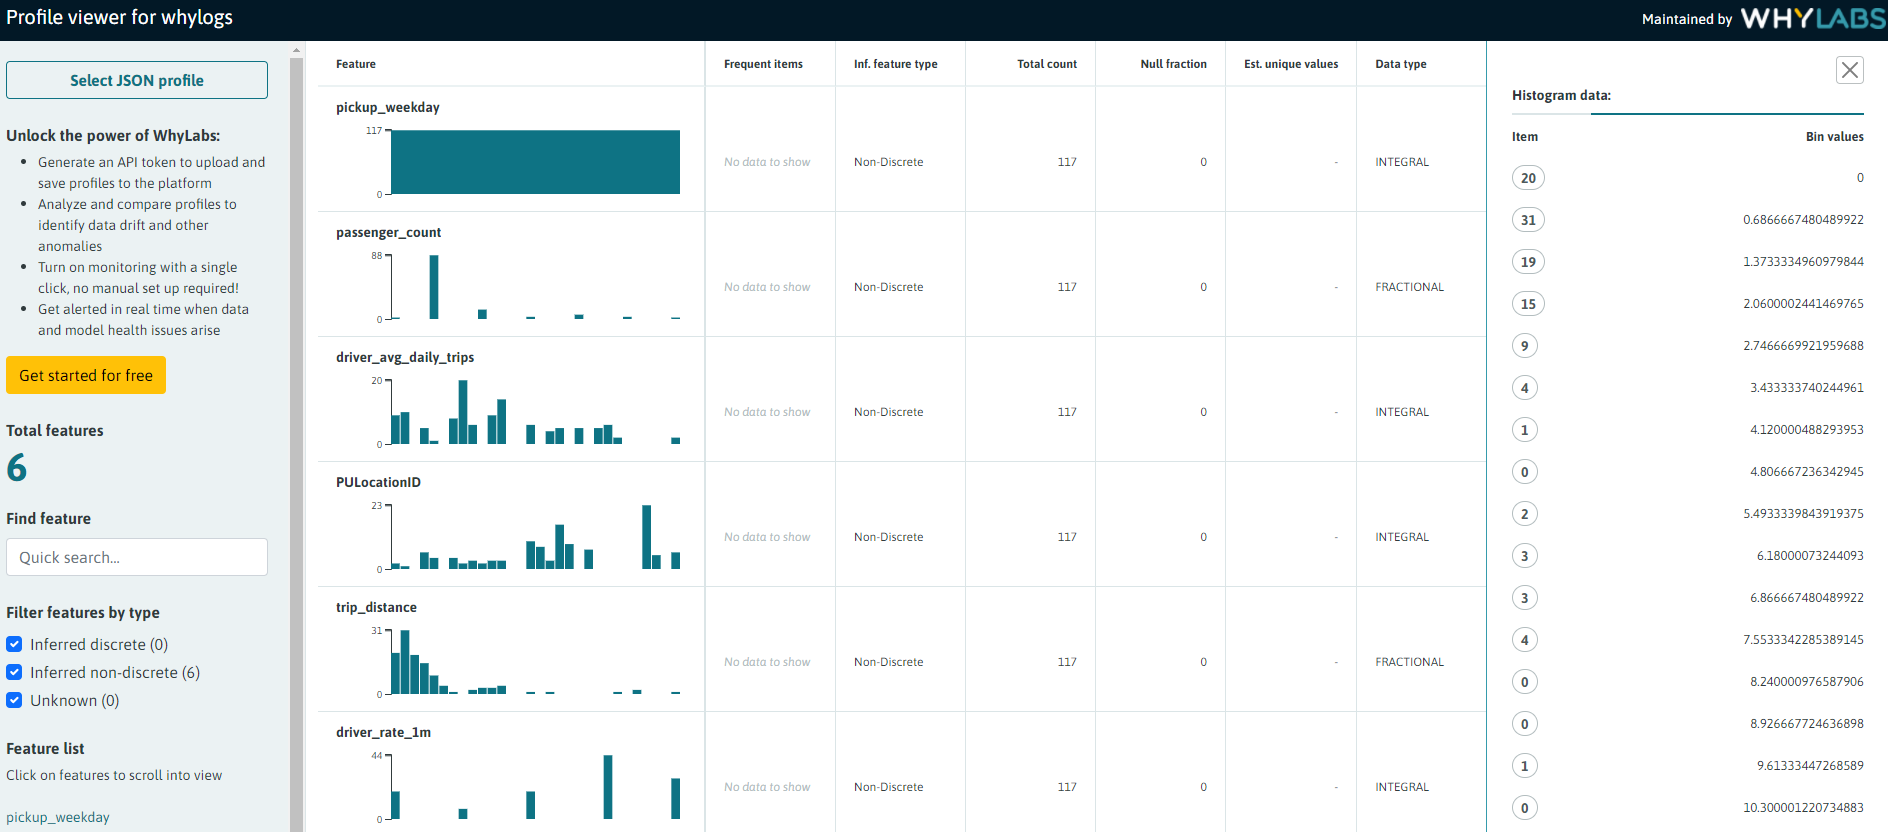 Profile viewer for whylogs
Maintained by WHYLABS
Select JSON profile
Unlock the power of WhyLabs:
Generate an API token to upload and
save profiles to the platform
Analyze and compare profiles to
identify data drift and other
anomalies
Turn on monitoring with a single
click, no manual set up required!
Get alerted in real time when data
and model health issues arise
Get started for free
Total features
6
Find feature
Quick search...
Filter features by type
Inferred discrete (0)
Inferred non-discrete (6)
Unknown (0)
Feature list
Click on features to scroll into view
pickup_weekday
Feature Frequent items Inf. feature type Total count Null fraction Est. unique values Data type
pickup_weekday
117
0
No data to show Non-Discrete 117 0 - INTEGRAL
passenger_count
88
0
No data to show Non-Discrete 117 0 - FRACTIONAL
driver_avg_daily_trips
20
0
No data to show Non-Discrete 117 0 - INTEGRAL
PULocationID
23
0
No data to show Non-Discrete 117 0 - INTEGRAL
trip_distance
31
0
No data to show Non-Discrete 117 0 - FRACTIONAL
driver_rate_1m
44
0
No data to show Non-Discrete 117 0 - INTEGRAL
Histogram data:
Item Bin values
20 0
31 0.6866667480489922
19 1.3733334960979844
15 2.0600002441469765
9 2.7466669921959688
4 3.433333740244961
1 4.120000488293953
0 4.806667236342945
2 5.4933339843919375
3 6.18000073244093
3 6.866667480489922
4 7.5533342285389145
0 8.240000976587906
0 8.926667724636898
1 9.61333447268589
0 10.300001220734883